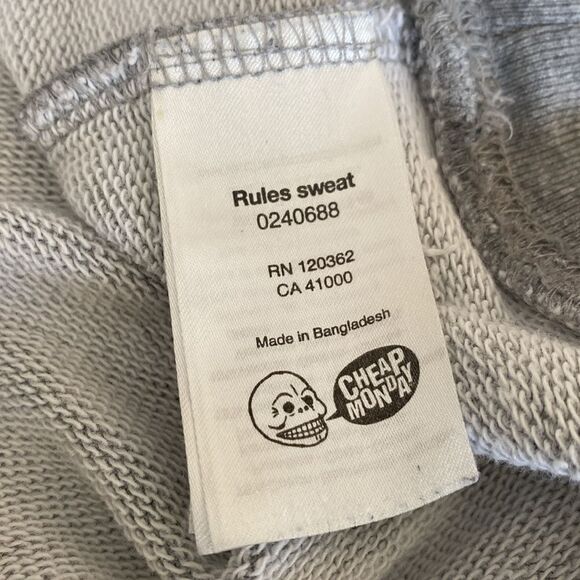 Rules sweat
0240688
RN 120362
CA 41000
Made in Bangladesh
CHEAP
MONDAY